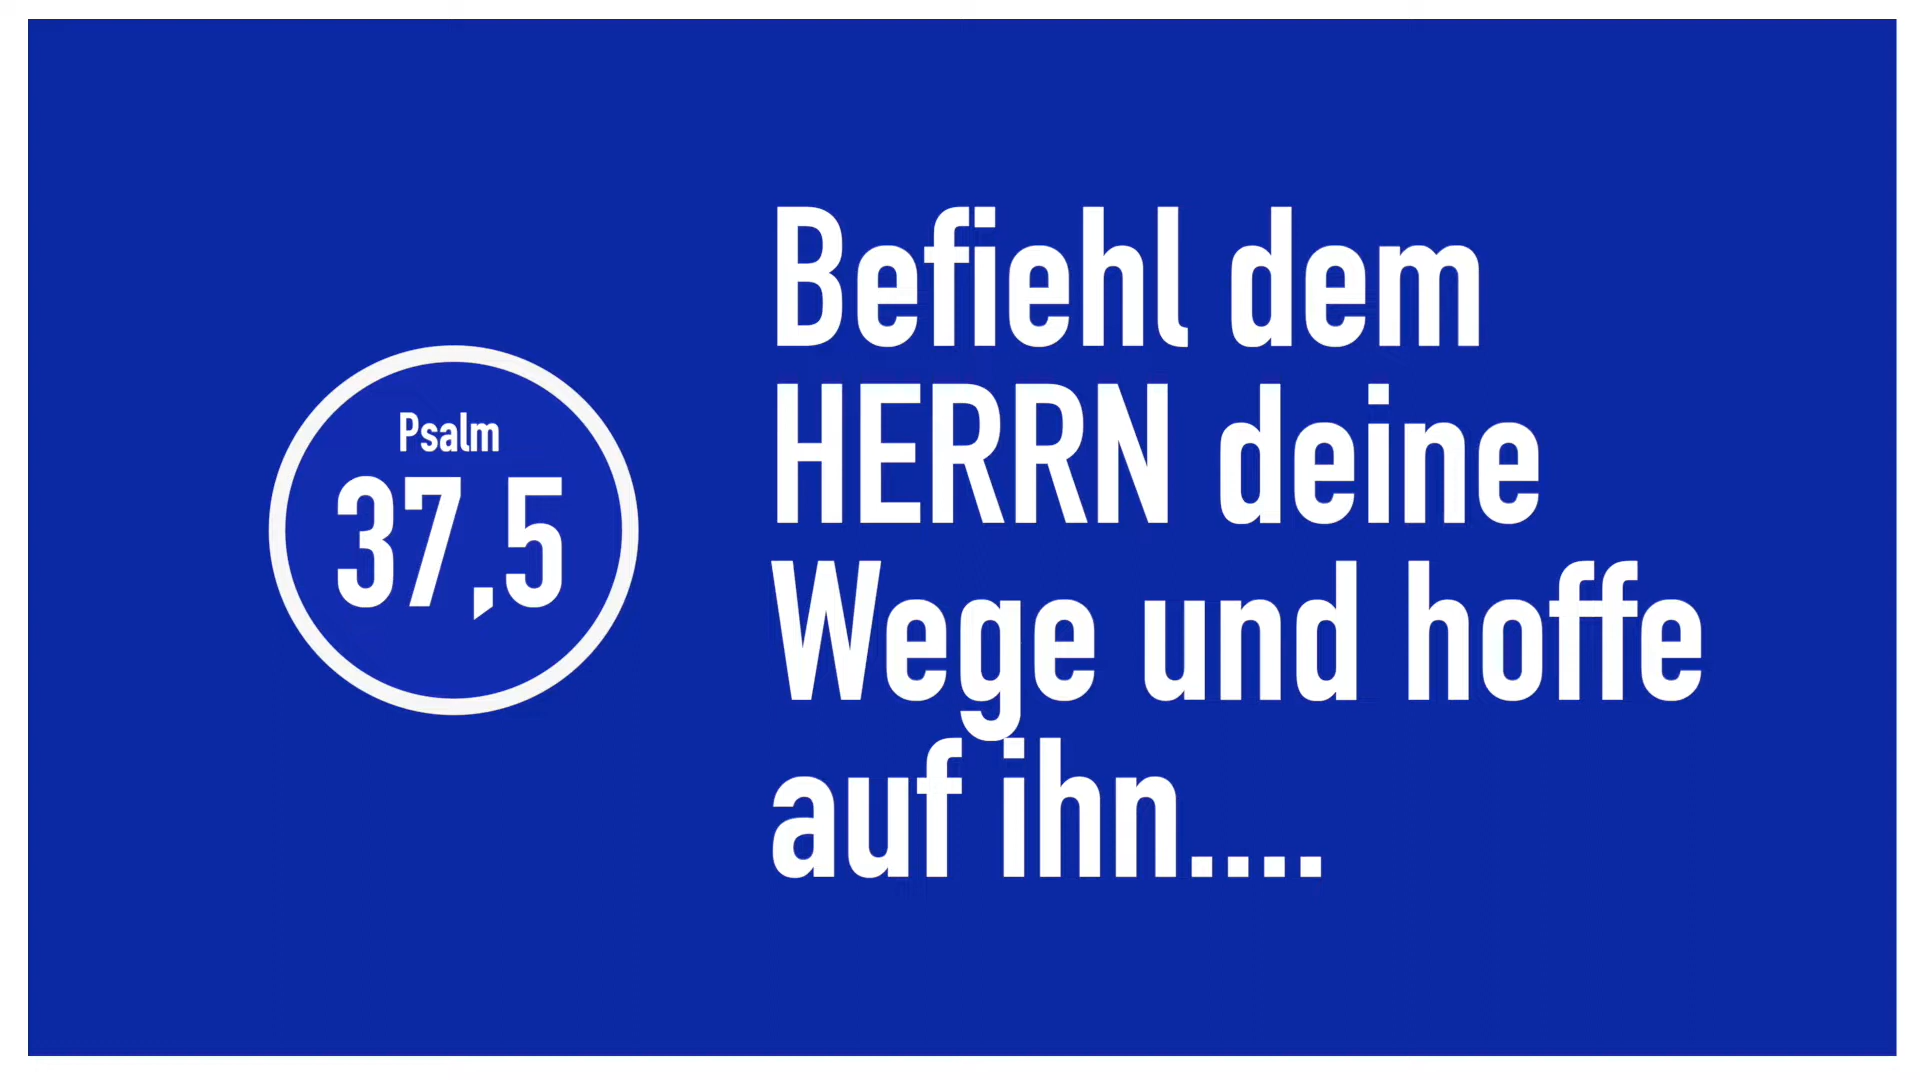 Psalm
37,5
Befiehl dem
HERRN deine
Wege und hoffe
auf ihn....